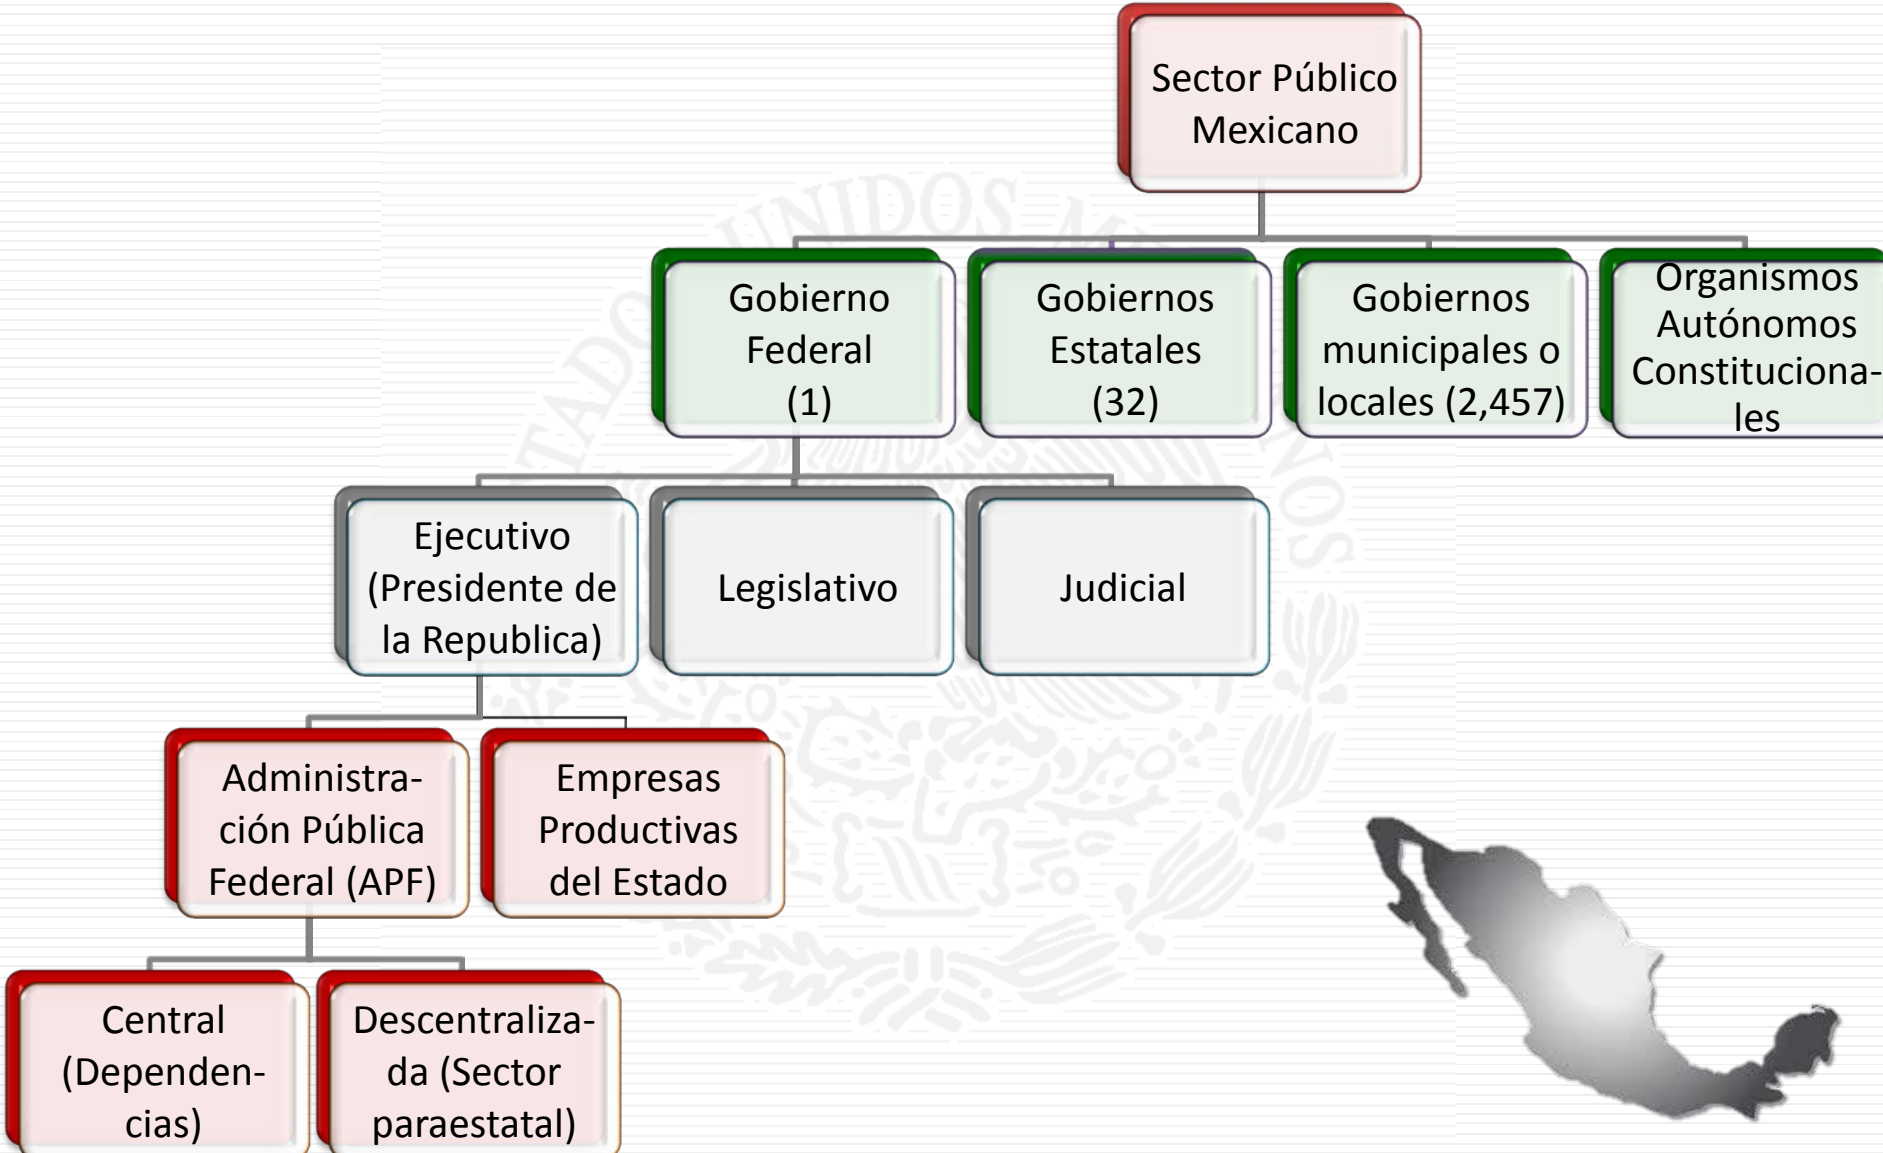 Sector Público
Mexicano
Gobierno
Federal
(1)
Gobiernos
Estatales
(32)
Gobiernos
municipales o
locales (2,457)
Organismos
Autónomos
Constituciona-
les
Ejecutivo
(Presidente de
la Republica)
Legislativo
Judicial
Administra-
ción Pública
Federal (APF)
Empresas
Productivas
del Estado
Central
(Dependen-
cias)
Descentraliza-
da (Sector
paraestatal)